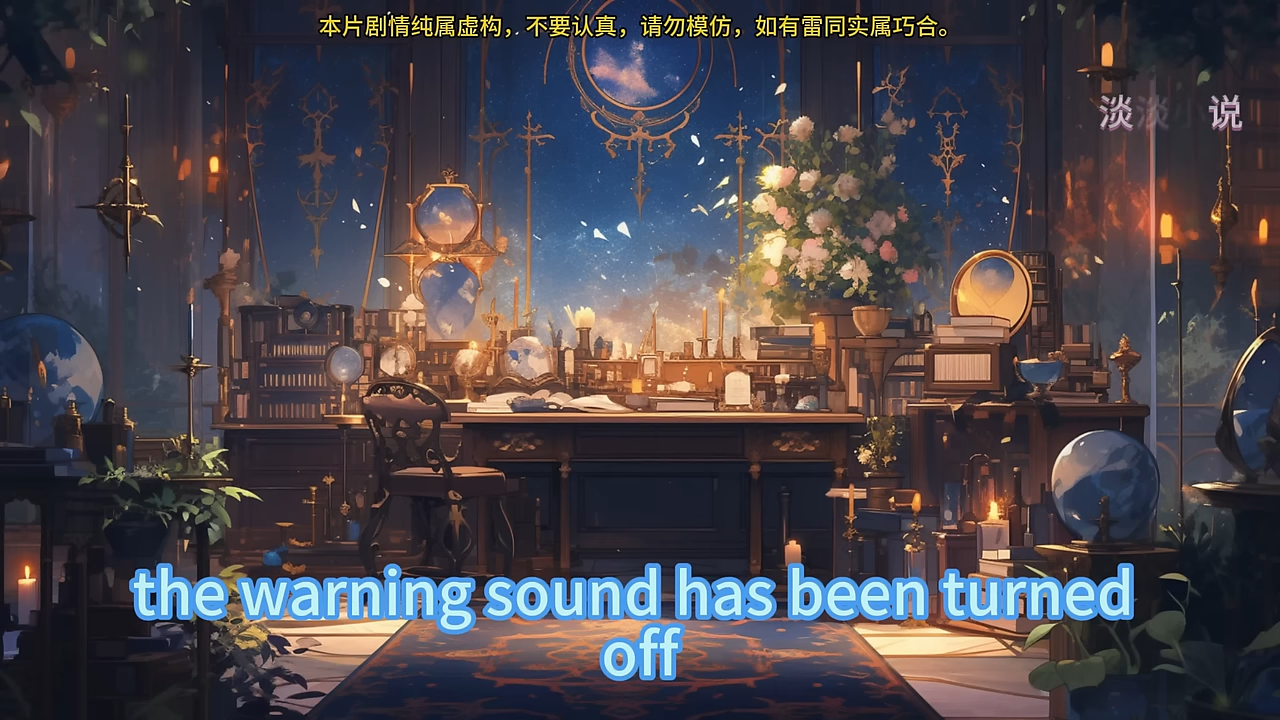 本片剧情纯属虚构，不要认真，请勿模仿，如有雷同实属巧合。
淡淡小说
the warning sound has been turned
off